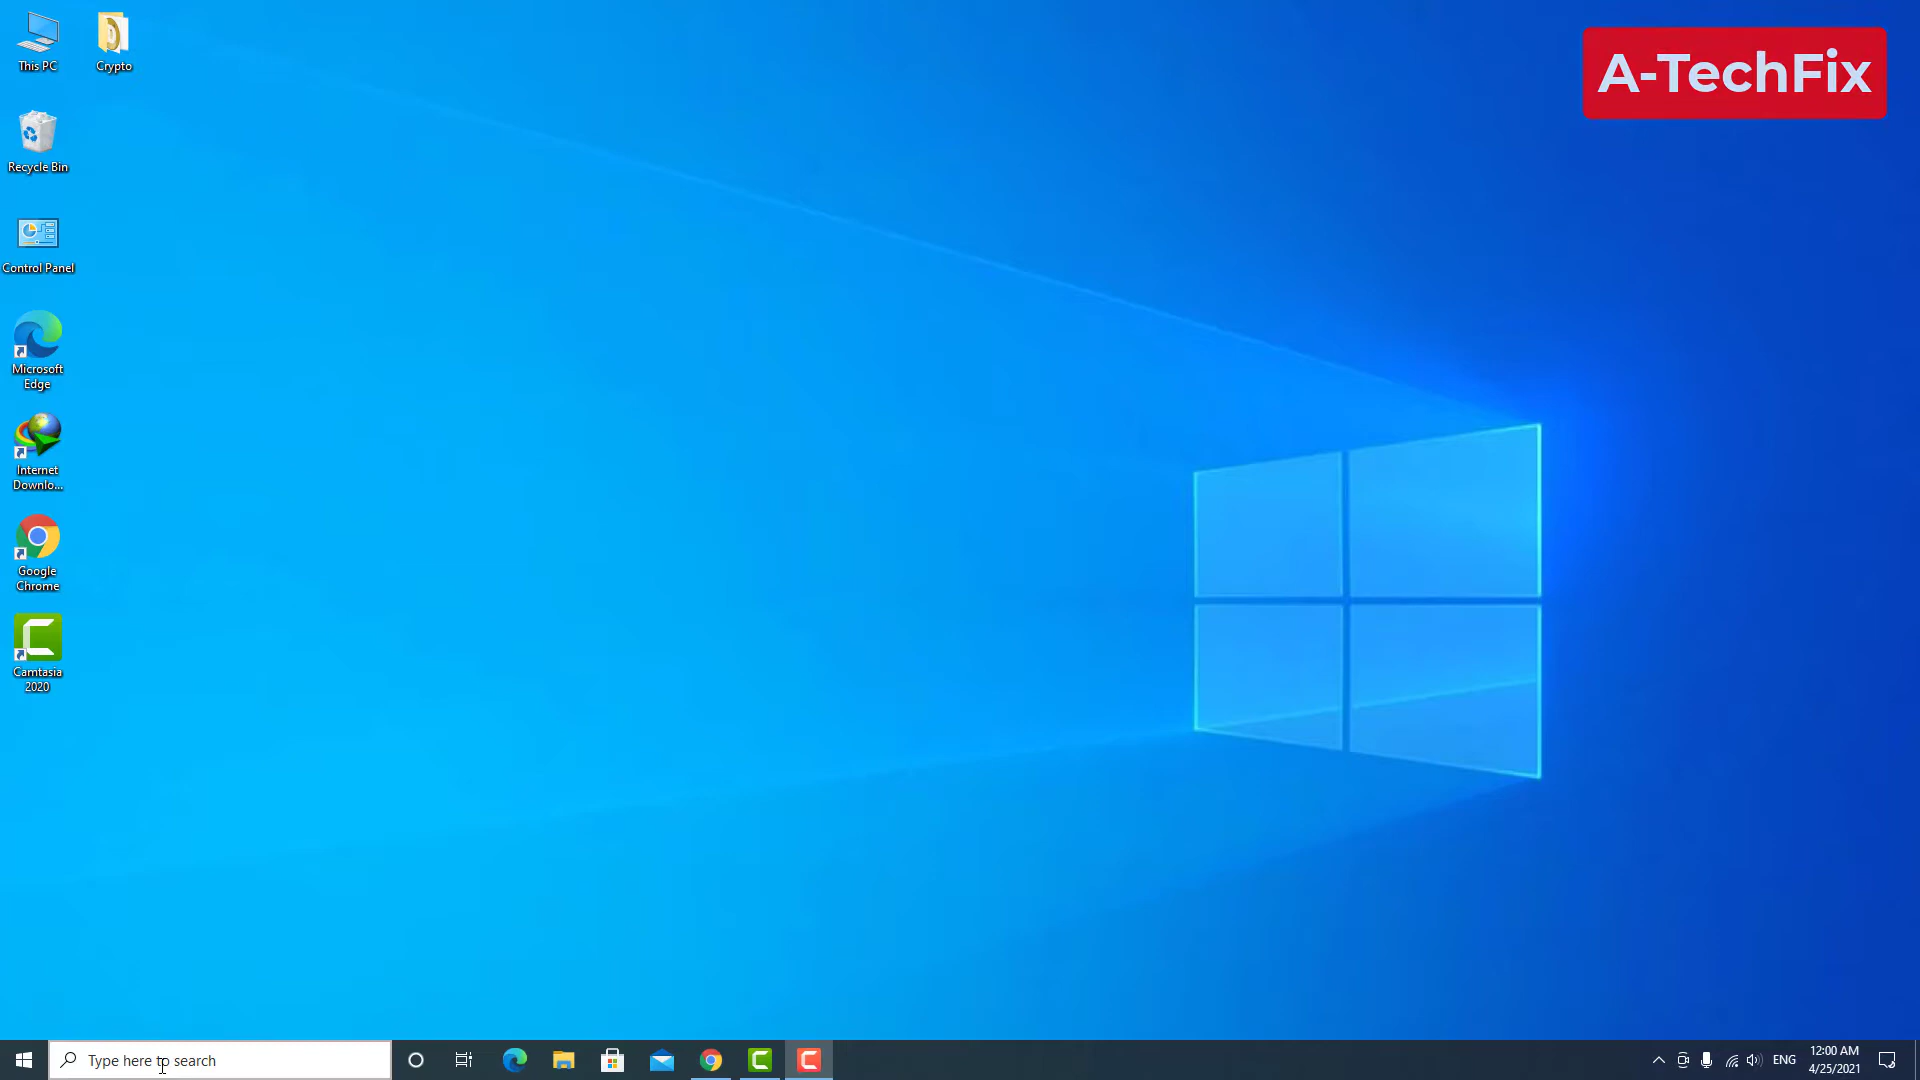 This PC
Crypto
A-TechFix
Recycle Bin
Control Panel
Microsoft
Edge
Internet
Downlo...
Google
Chrome
Camtasia
2020
Type here to search
ENG
12:00 AM
4/25/2021